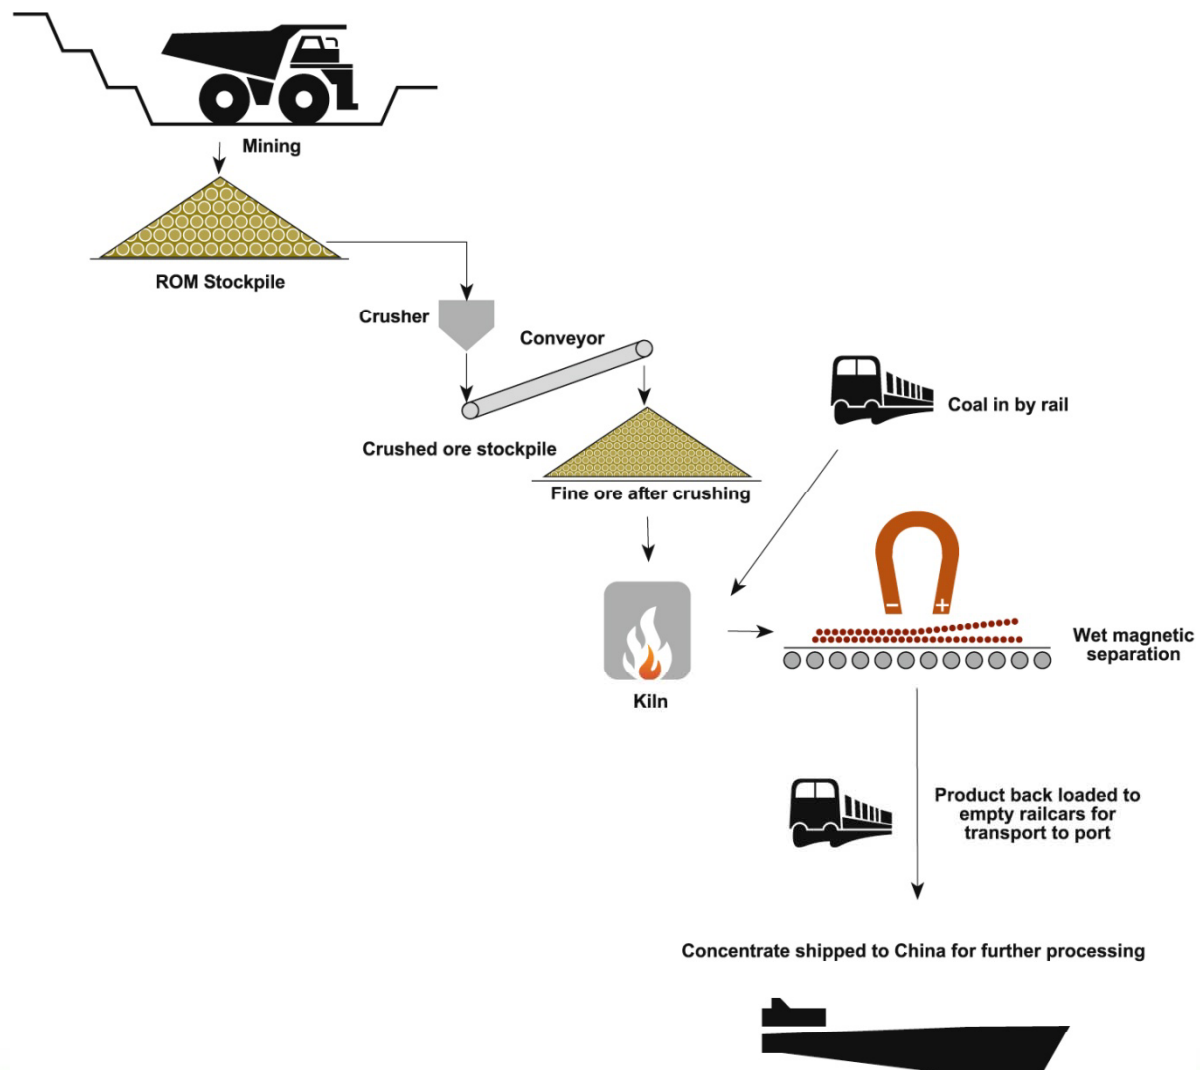 Mining
ROM Stockpile
Crusher
Conveyor
Coal in by rail
Crushed ore stockpile
Fine ore after crushing
− +
Wet magnetic
separation
Kiln
Product back loaded to
empty railcars for
transport to port
Concentrate shipped to China for further processing